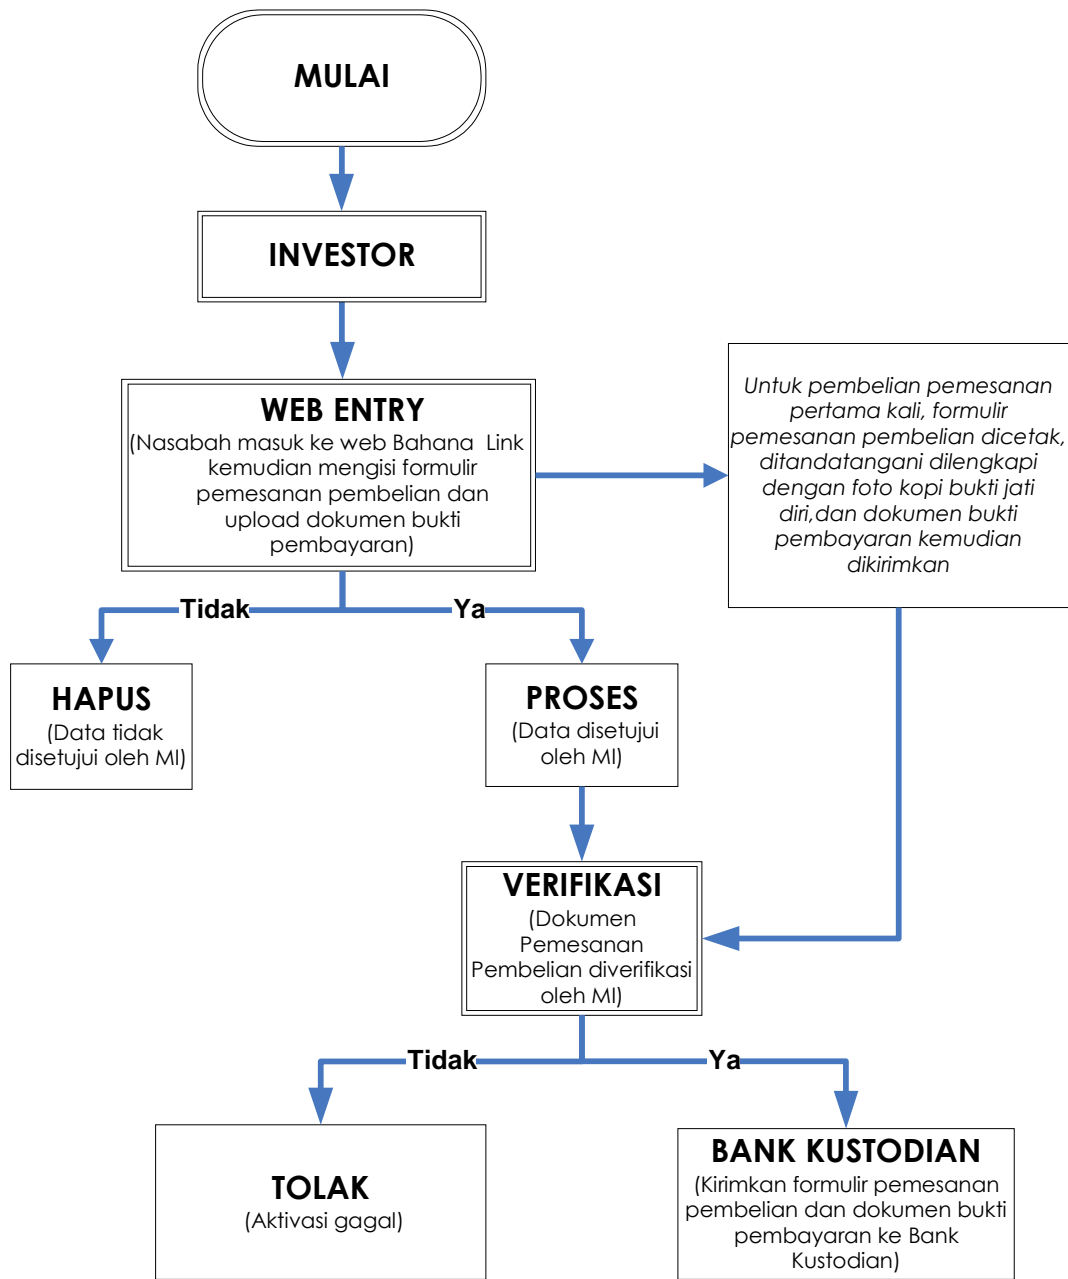 MULAI
INVESTOR
WEB ENTRY
(Nasabah masuk ke web Bahana Link
kemudian mengisi formulir
pemesanan pembelian dan
upload dokumen bukti
pembayaran)
Untuk pembelian pemesanan
pertama kali, formulir
pemesanan pembelian dicetak,
ditandatangani dilengkapi
dengan foto kopi bukti jati
diri,dan dokumen bukti
pembayaran kemudian
dikirimkan
Tidak
Ya
HAPUS
(Data tidak
disetujui oleh MI)
PROSES
(Data disetujui
oleh MI)
VERIFIKASI
(Dokumen
Pemesanan
Pembelian diverifikasi
oleh MI)
Tidak
Ya
TOLAK
(Aktivasi gagal)
BANK KUSTODIAN
(Kirimkan formulir pemesanan
pembelian dan dokumen bukti
pembayaran ke Bank
Kustodian)